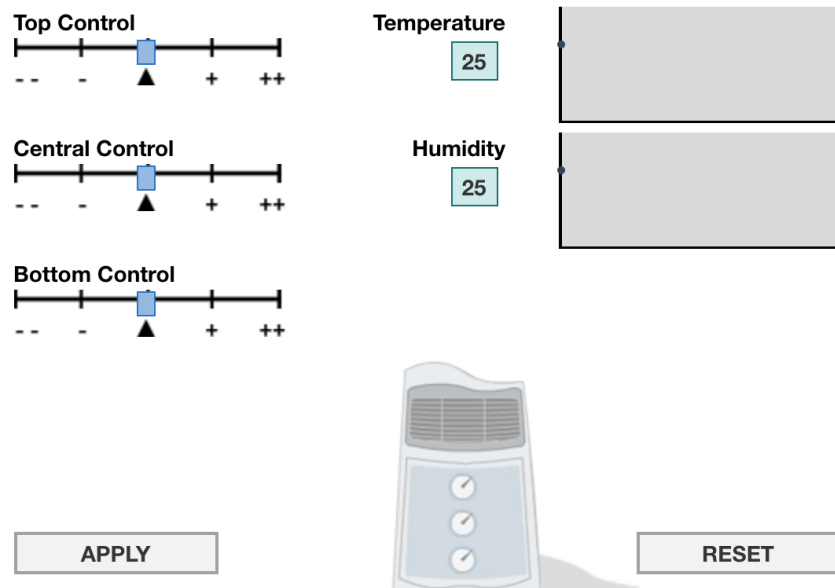 Top Control
- - - ▲ + ++
Temperature
25
Central Control
- - - ▲ + ++
Humidity
25
Bottom Control
- - - ▲ + ++
APPLY
RESET